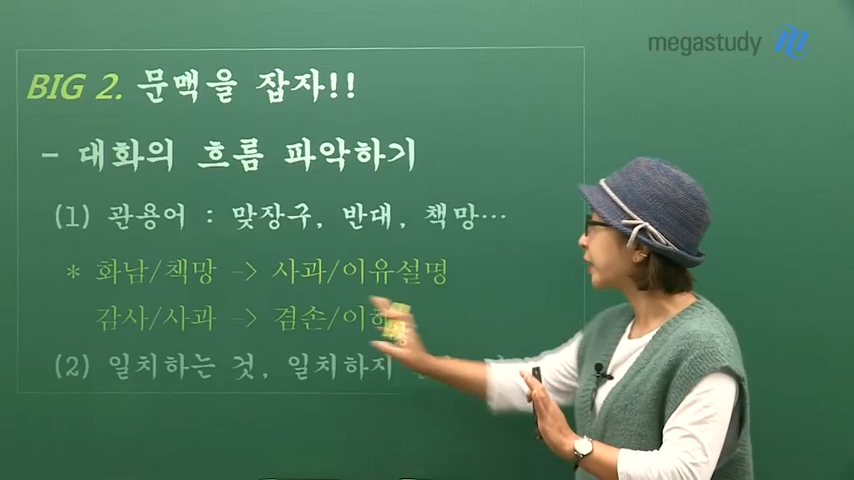 megastudy
BIG 2. 문맥을 잡자!!
- 대화의 흐름 파악하기
(1) 관용어 : 맞장구, 반대, 책망…
* 화남/책망 -> 사과/이유설명
감사/사과 -> 겸손/이해
(2) 일치하는 것, 일치하지